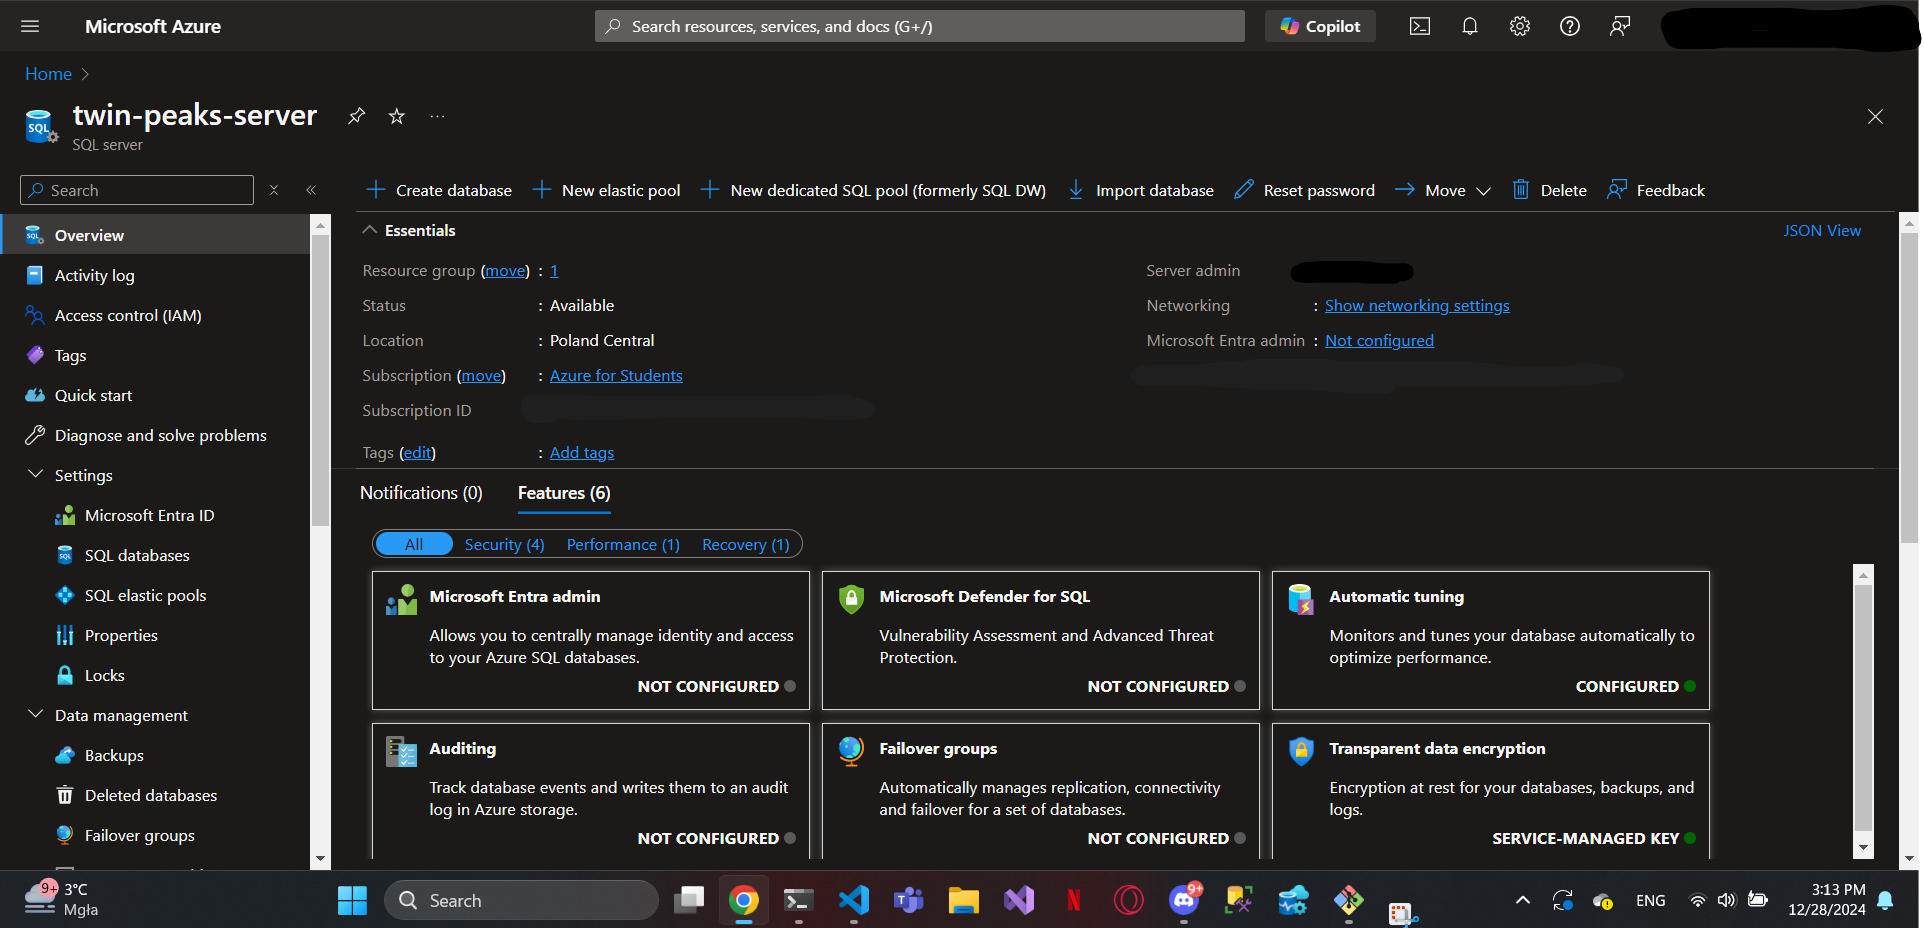 Microsoft Azure
Search resources, services, and docs (G+/)
Copilot
Home
twin-peaks-server
SQL
SQL server
Search
Create database
New elastic pool
New dedicated SQL pool (formerly SQL DW)
Import database
Reset password
Move
Delete
Feedback
Overview
Activity log
Access control (IAM)
Tags
Quick start
Diagnose and solve problems
Settings
Microsoft Entra ID
SQL databases
SQL elastic pools
Properties
Locks
Data management
Backups
Deleted databases
Failover groups
Essentials
JSON View
Resource group (move) : 1
Status : Available
Location : Poland Central
Subscription (move) : Azure for Students
Subscription ID
Tags (edit) : Add tags
Server admin
Networking : Show networking settings
Microsoft Entra admin : Not configured
Notifications (0)
Features (6)
All
Security (4)
Performance (1)
Recovery (1)
Microsoft Entra admin
Allows you to centrally manage identity and access
to your Azure SQL databases.
NOT CONFIGURED
Microsoft Defender for SQL
Vulnerability Assessment and Advanced Threat
Protection.
NOT CONFIGURED
Automatic tuning
Monitors and tunes your database automatically to
optimize performance.
CONFIGURED
Auditing
Track database events and writes them to an audit
log in Azure storage.
NOT CONFIGURED
Failover groups
Automatically manages replication, connectivity
and failover for a set of databases.
NOT CONFIGURED
Transparent data encryption
Encryption at rest for your databases, backups, and
logs.
SERVICE-MANAGED KEY
9+
3°C
Mgła
Search
9+
ENG
3:13 PM
12/28/2024